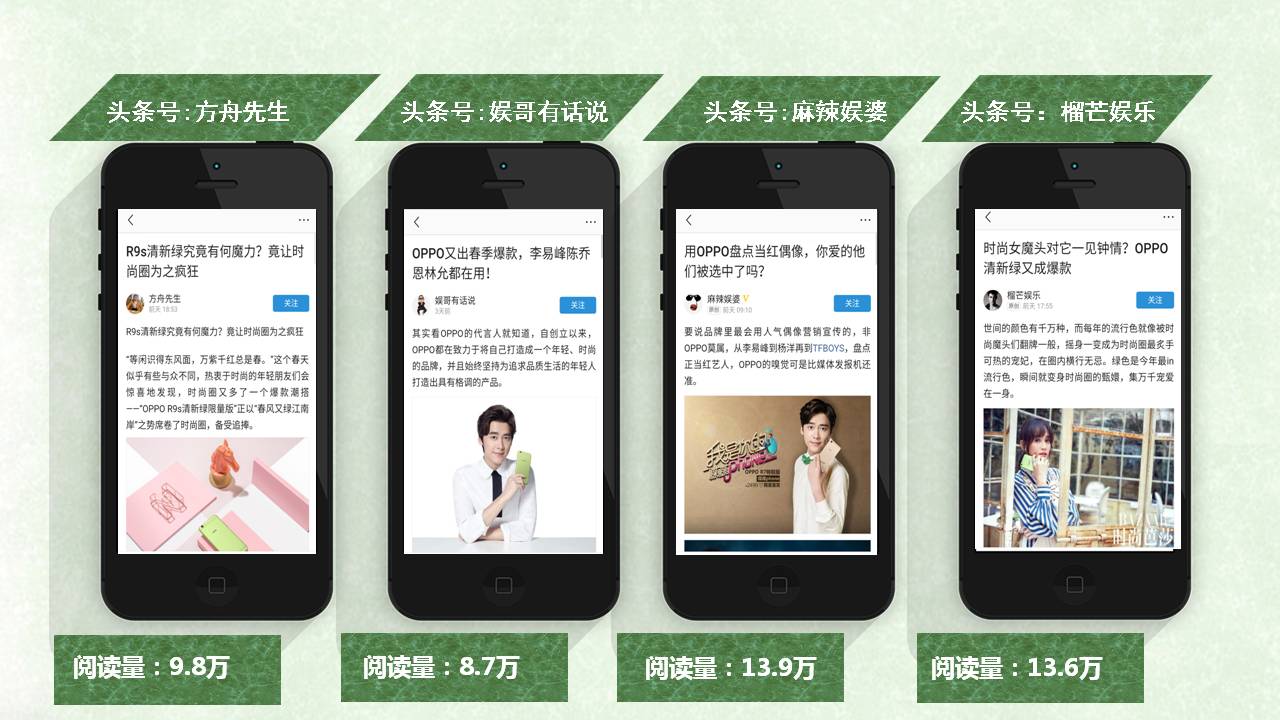 头条号:方舟先生
头条号:娱哥有话说
头条号:麻辣娱婆
头条号：榴芒娱乐
R9s清新绿究竟有何魔力？竟让时
尚圈为之疯狂
方舟先生
前天 18:53
关注
R9s清新绿究竟有何魔力？竟让时尚圈为之疯狂
“等闲识得东风面，万紫千红总是春。”这个春天
似乎有些与众不同，热衷于时尚的年轻朋友们会
惊喜地发现，时尚圈又多了一个爆款潮搭
——“OPPO R9s清新绿限量版”正以“春风又绿江南
岸”之势席卷了时尚圈，备受追捧。
OPPO又出春季爆款，李易峰陈乔
恩林允都在用！
娱哥有话说
3天前
关注
其实看OPPO的代言人就知道，自创立以来，
OPPO都在致力于将自己打造成一个年轻、时尚
的品牌，并且始终坚持为追求品质生活的年轻人
打造出具有格调的产品。
用OPPO盘点当红偶像，你爱的他
们被选中了吗？
麻辣娱婆 V
原创 前天 09:10
关注
要说品牌里最会用人气偶像营销宣传的，非
OPPO莫属，从李易峰到杨洋再到TFBOYS，盘点
正当红艺人，OPPO的嗅觉可是比媒体发报机还
准。
时尚女魔头对它一见钟情？OPPO
清新绿又成爆款
榴芒娱乐
原创 前天 17:55
关注
世间的颜色有千万种，而每年的流行色就像被时
尚魔头们翻牌一般，摇身一变成为时尚圈最炙手
可热的宠妃，在圈内横行无忌。绿色是今年最in
流行色，瞬间就变身时尚圈的甄嬛，集万千宠爱
在一身。
OPPO R7
时尚芭莎
阅读量：9.8万
阅读量：8.7万
阅读量：13.9万
阅读量：13.6万